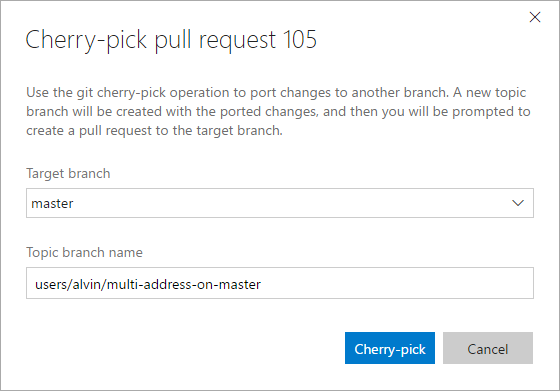 Cherry-pick pull request 105
Use the git cherry-pick operation to port changes to another branch. A new topic
branch will be created with the ported changes, and then you will be prompted to
create a pull request to the target branch.
Target branch
master
Topic branch name
users/alvin/multi-address-on-master
Cherry-pick Cancel